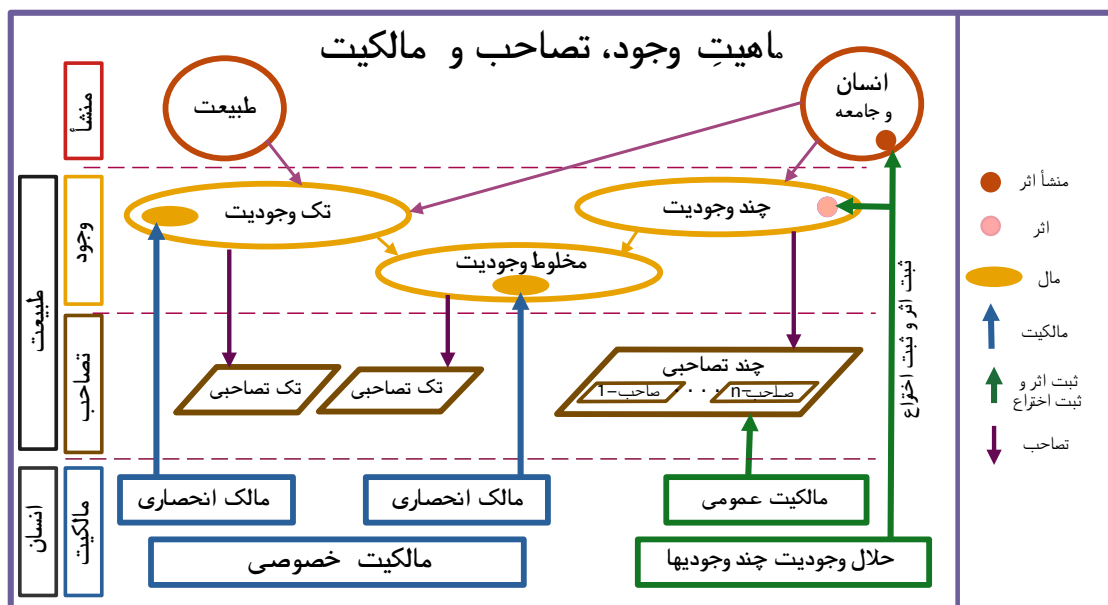 ماهیتِ وجود، تصاحب و مالکیت
منشأ
طبیعت
انسان
و جامعه
طبیعت
وجود
تک وجودیت
چند وجودیت
مخلوط وجودیت
تصاحب
تک تصاحبی
تک تصاحبی
چند تصاحبی
صاحب-1
. . .
صاحب-n
انسان
مالکیت
مالک انحصاری
مالک انحصاری
مالکیت عمومی
مالکیت خصوصی
حلال وجودیت چند وجودیها
ثبت اثر و ثبت اختراع
منشأ اثر
اثر
مال
مالکیت
ثبت اثر و
ثبت اختراع
تصاحب